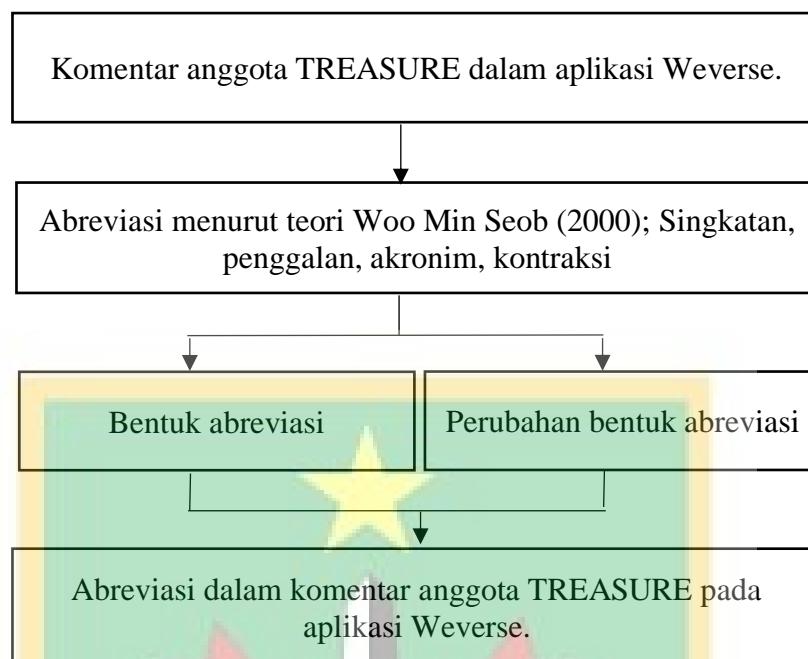 Komentar anggota TREASURE dalam aplikasi Weverse.
Abreviasi menurut teori Woo Min Seob (2000); Singkatan,
penggalan, akronim, kontraksi
Bentuk abreviasi
Perubahan bentuk abreviasi
Abreviasi dalam komentar anggota TREASURE pada
aplikasi Weverse.